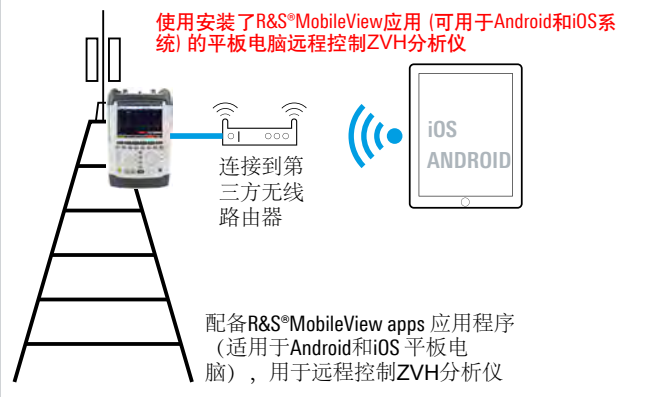 使用安装了R&S®MobileView应用 (可用于Android和iOS系
统) 的平板电脑远程控制ZVH分析仪
iOS
ANDROID
连接到第
三方无线
路由器
配备R&S®MobileView apps 应用程序
（适用于Android和iOS 平板电
脑），用于远程控制ZVH分析仪